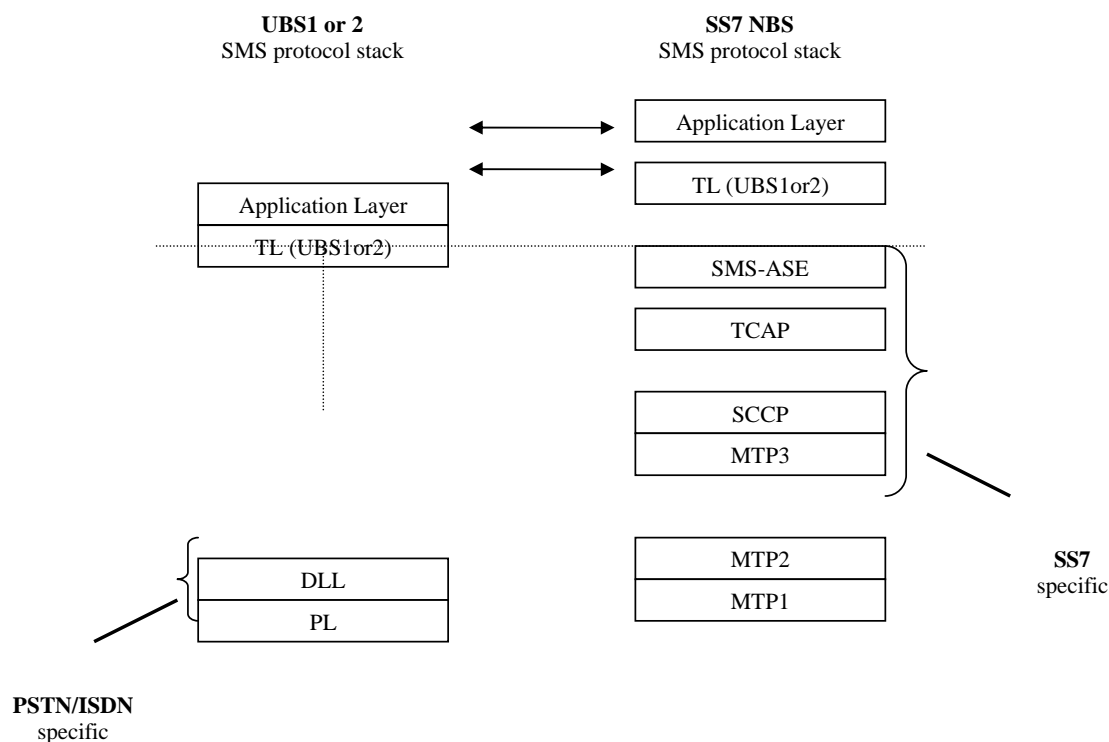 UBS1 or 2
SMS protocol stack
SS7 NBS
SMS protocol stack
Application Layer
TL (UBS1or2)
Application Layer
TL (UBS1or2)
SMS-ASE
TCAP
SCCP
MTP3
MTP2
MTP1
DLL
PL
SS7
specific
PSTN/ISDN
specific